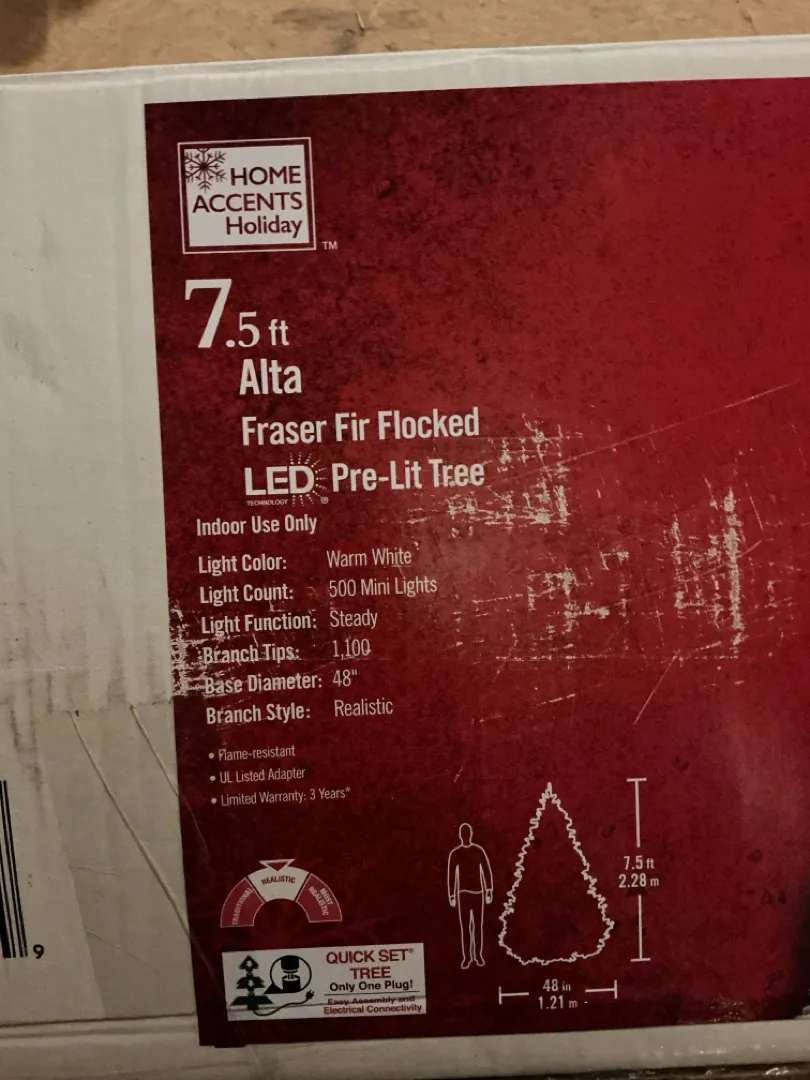 HOME
ACCENTS
Holiday
TM
7.5 ft
Alta
Fraser Fir Flocked
LED Pre-Lit Tree
TECHNOLOGY ®
Indoor Use Only
Light Color: Warm White
Light Count: 500 Mini Lights
Light Function: Steady
Branch Tips: 1,100
Base Diameter: 48"
Branch Style: Realistic
• Flame-resistant
• UL Listed Adapter
• Limited Warranty: 3 Years*
TRADITIONAL
REALISTIC
MOST
REALISTIC
7.5 ft
2.28 m
48 in
1.21 m
QUICK SET®
TREE
Only One Plug!
Easy Assembly and
Electrical Connectivity
9